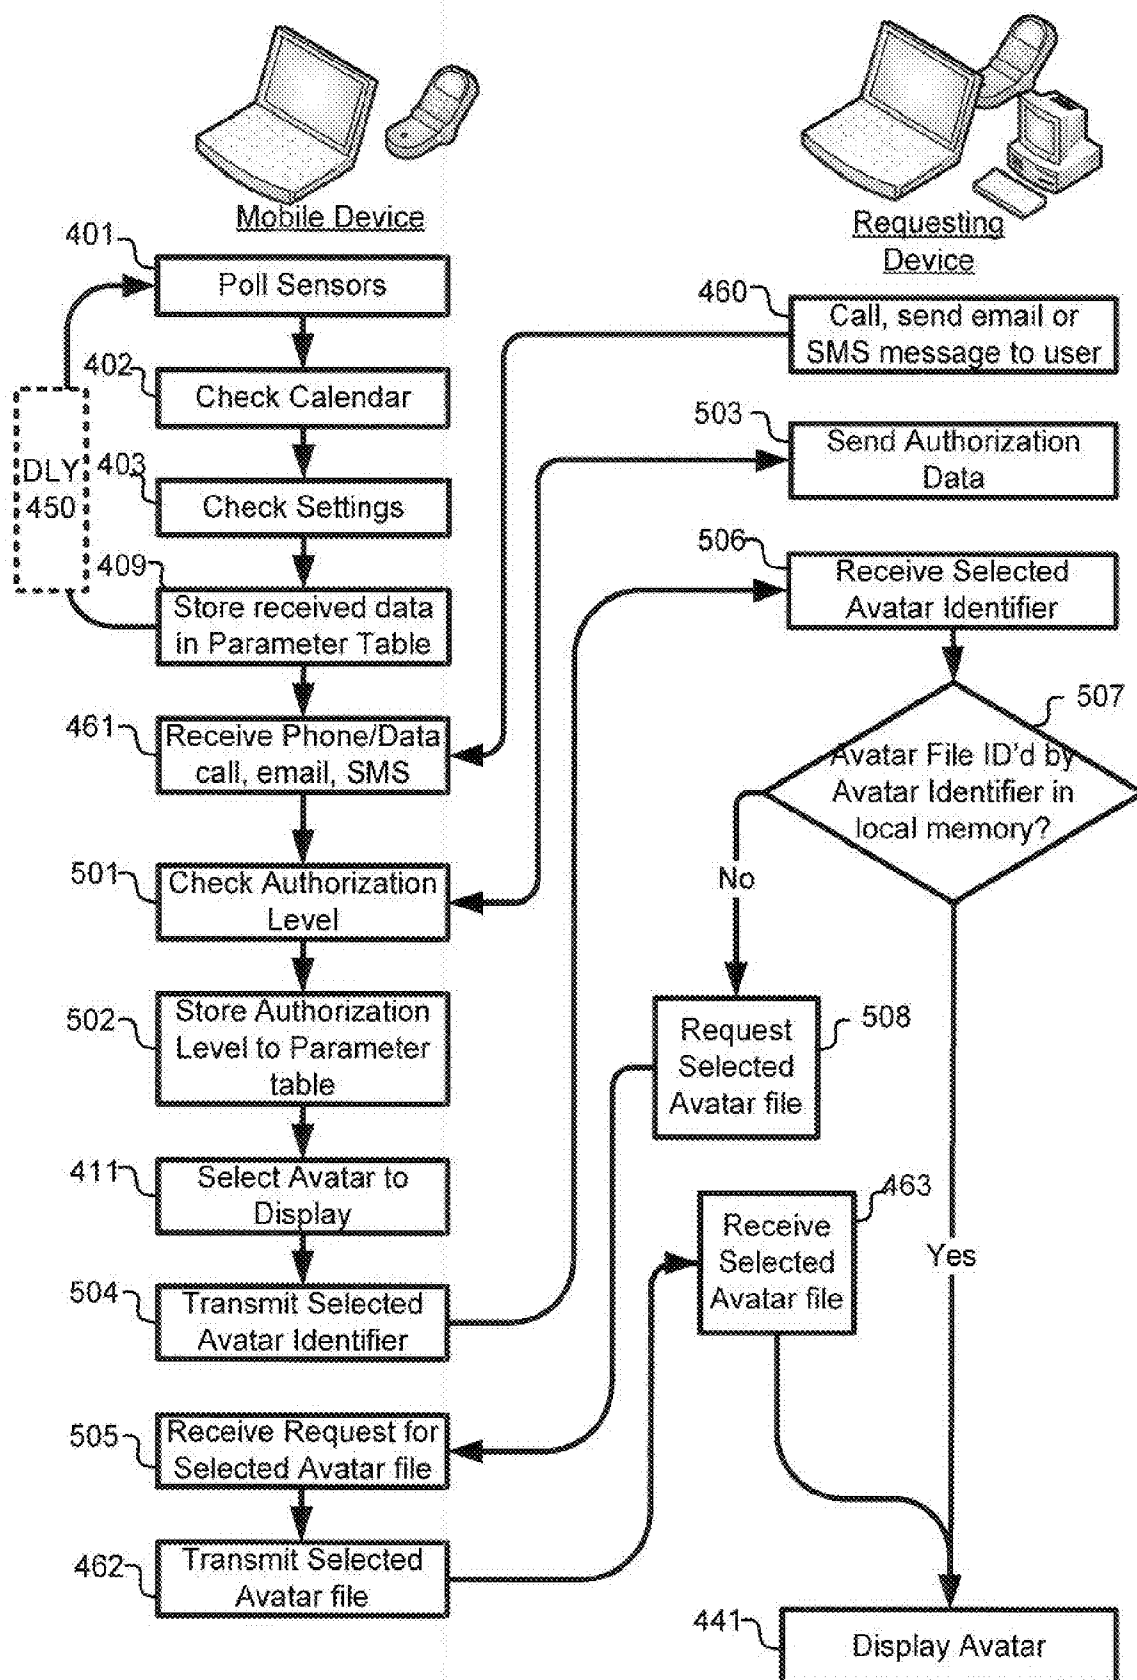 Mobile Device
Requesting
Device
401
Poll Sensors
402
Check Calendar
DLY
450
403
Check Settings
409
Store received data
in Parameter Table
461
Receive Phone/Data
call, email, SMS
501
Check Authorization
Level
502
Store Authorization
Level to Parameter
table
411
Select Avatar to
Display
504
Transmit Selected
Avatar Identifier
505
Receive Request for
Selected Avatar file
462
Transmit Selected
Avatar file
460
Call, send email or
SMS message to user
503
Send Authorization
Data
506
Receive Selected
Avatar Identifier
507
Avatar File ID'd by
Avatar Identifier in
local memory?
No
508
Request
Selected
Avatar file
463
Receive
Selected
Avatar file
Yes
441
Display Avatar